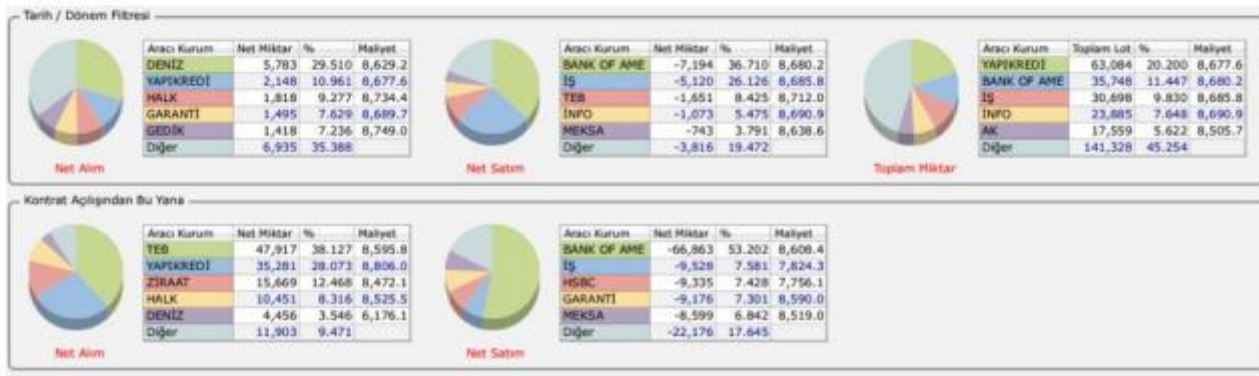 Tarih / Dönem Filtresi
Aracı Kurum Net Miktar % Maliyet
DENİZ 5,783 29.510 8,629.2
YAPIKREDİ 2,148 10.961 8,677.6
HALK 1,818 9.277 8,734.4
GARANTİ 1,495 7.629 8,689.7
GEDİK 1,418 7.236 8,749.0
Diğer 6,935 35.388
Net Alım
Aracı Kurum Net Miktar % Maliyet
BANK OF AME -7,194 36.710 8,680.2
İŞ -5,120 26.126 8,685.8
TEB -1,651 8.425 8,712.0
İNFO -1,073 5.475 8,690.9
MEKSA -743 3.791 8,638.6
Diğer -3,816 19.472
Net Satım
Aracı Kurum Toplam Lot % Maliyet
YAPIKREDİ 63,084 20.200 8,677.6
BANK OF AME 35,748 11.447 8,680.2
İŞ 30,698 9.830 8,685.8
İNFO 23,885 7.648 8,690.9
AK 17,559 5.622 8,505.7
Diğer 141,328 45.254
Toplam Miktar
Kontrat Açılışından Bu Yana
Aracı Kurum Net Miktar % Maliyet
TEB 47,917 38.127 8,595.8
YAPIKREDİ 35,281 28.073 8,806.0
ZİRAAT 15,669 12.468 8,472.1
HALK 10,451 8.316 8,525.5
DENİZ 4,456 3.546 6,176.1
Diğer 11,903 9.471
Net Alım
Aracı Kurum Net Miktar % Maliyet
BANK OF AME -66,863 53.202 8,608.4
İŞ -9,528 7.581 7,824.3
HSBC -9,335 7.428 7,756.1
GARANTİ -9,176 7.301 8,590.0
MEKSA -8,599 6.842 8,519.0
Diğer -22,176 17.645
Net Satım